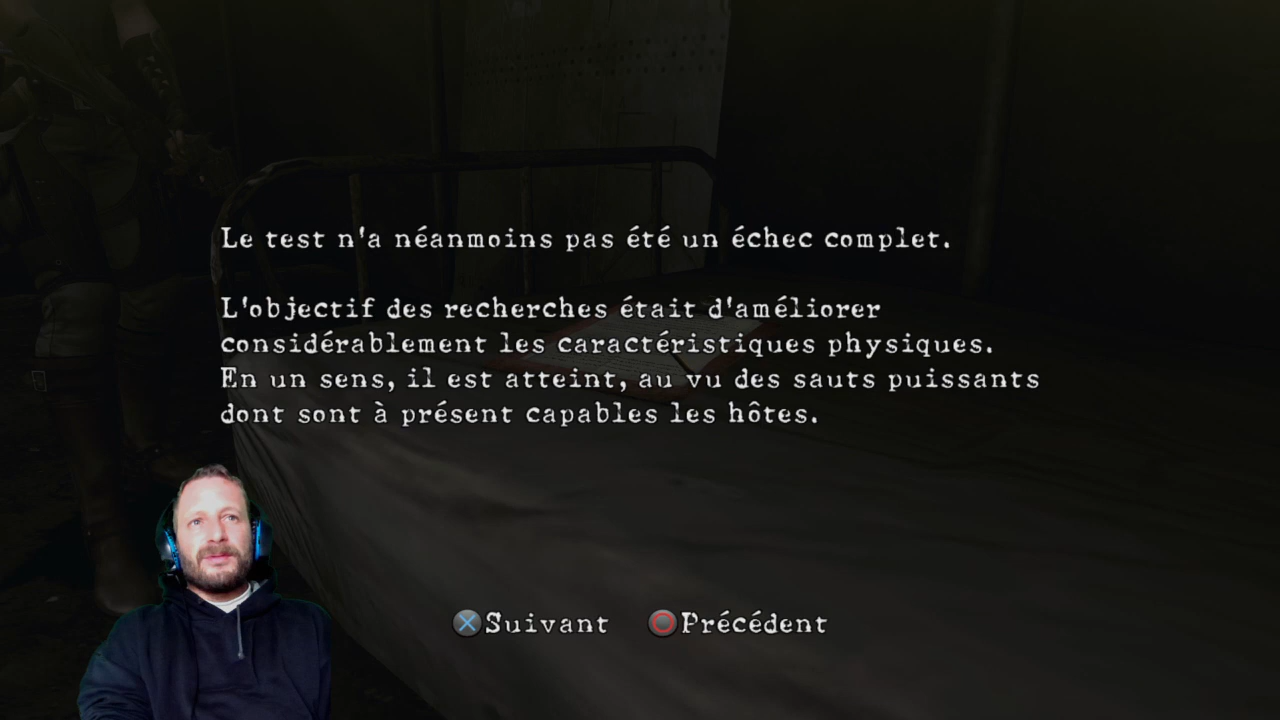 Le test n'a néanmoins pas été un échec complet.
L'objectif des recherches était d'améliorer
considérablement les caractéristiques physiques.
En un sens, il est atteint, au vu des sauts puissants
dont sont à présent capables les hôtes.
Suivant Précédent